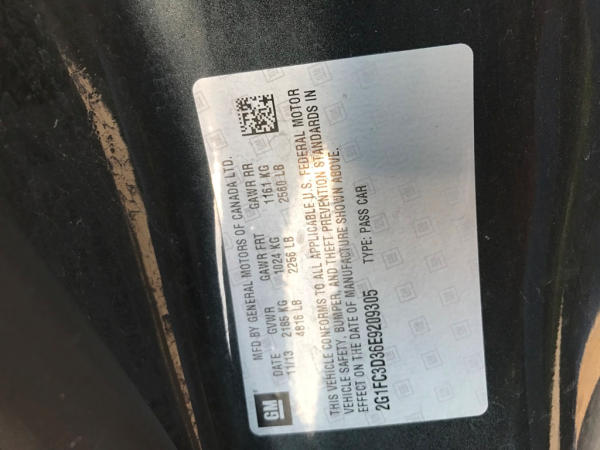 GM
MFD BY GENERAL MOTORS OF CANADA LTD.
DATE GVWR GAWR FRT GAWR RR
11/13 2185 KG 1024 KG 1161 KG
4816 LB 2256 LB 2560 LB
THIS VEHICLE CONFORMS TO ALL APPLICABLE U.S. FEDERAL MOTOR
VEHICLE SAFETY, BUMPER, AND THEFT PREVENTION STANDARDS IN
EFFECT ON THE DATE OF MANUFACTURE SHOWN ABOVE.
2G1FC3D36E9209305 TYPE: PASS CAR